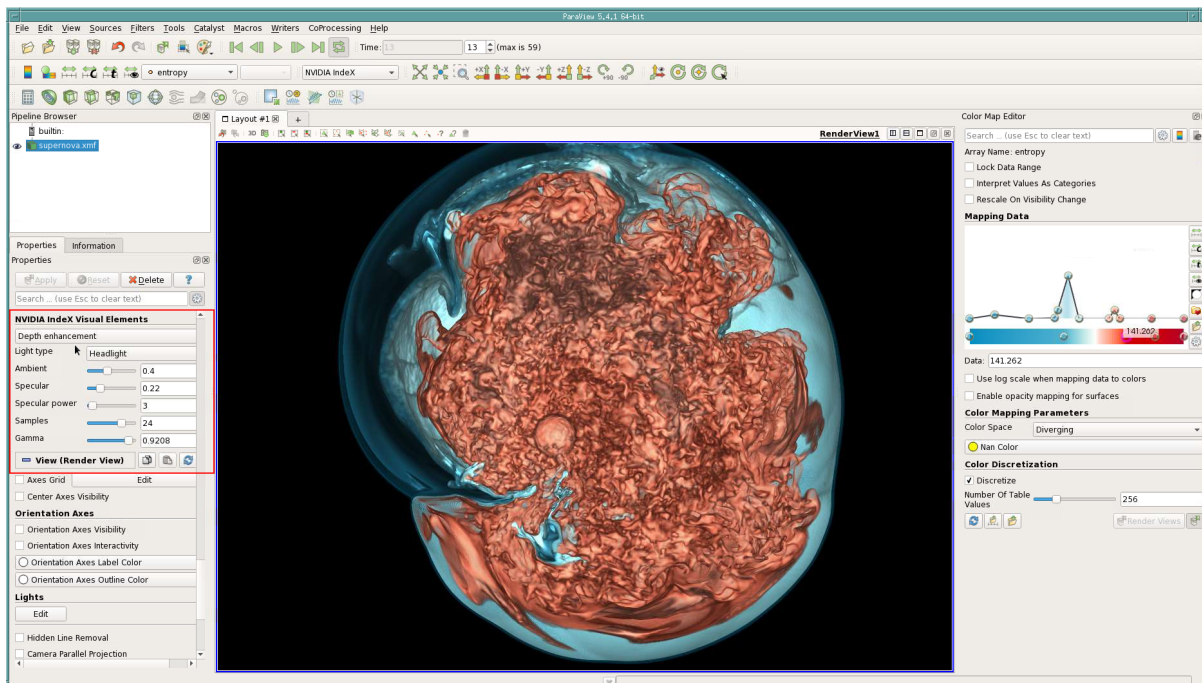 ParaView 5.4.1 64-bit
File Edit View Sources Filters Tools Catalyst Macros Writers CoProcessing Help
Time: 13 13 (max is 59)
entropy NVIDIA IndeX +X -X +Y -Y +Z -Z +90 -90
Pipeline Browser
builtin:
supernova.xmf
Properties Information
Properties
Apply Reset Delete ?
Search ... (use Esc to clear text)
NVIDIA IndeX Visual Elements
Depth enhancement
Light type Headlight
Ambient 0.4
Specular 0.22
Specular power 3
Samples 24
Gamma 0.9208
View (Render View)
Axes Grid Edit
Center Axes Visibility
Orientation Axes
Orientation Axes Visibility
Orientation Axes Interactivity
Orientation Axes Label Color
Orientation Axes Outline Color
Lights
Edit
Hidden Line Removal
Camera Parallel Projection
Layout #1 +
3D RenderView1
Color Map Editor
Search ... (use Esc to clear text)
Array Name: entropy
Lock Data Range
Interpret Values As Categories
Rescale On Visibility Change
Mapping Data
141.262
Data: 141.262
Use log scale when mapping data to colors
Enable opacity mapping for surfaces
Color Mapping Parameters
Color Space Diverging
Nan Color
Color Discretization
Discretize
Number Of Table
Values 256
Render Views